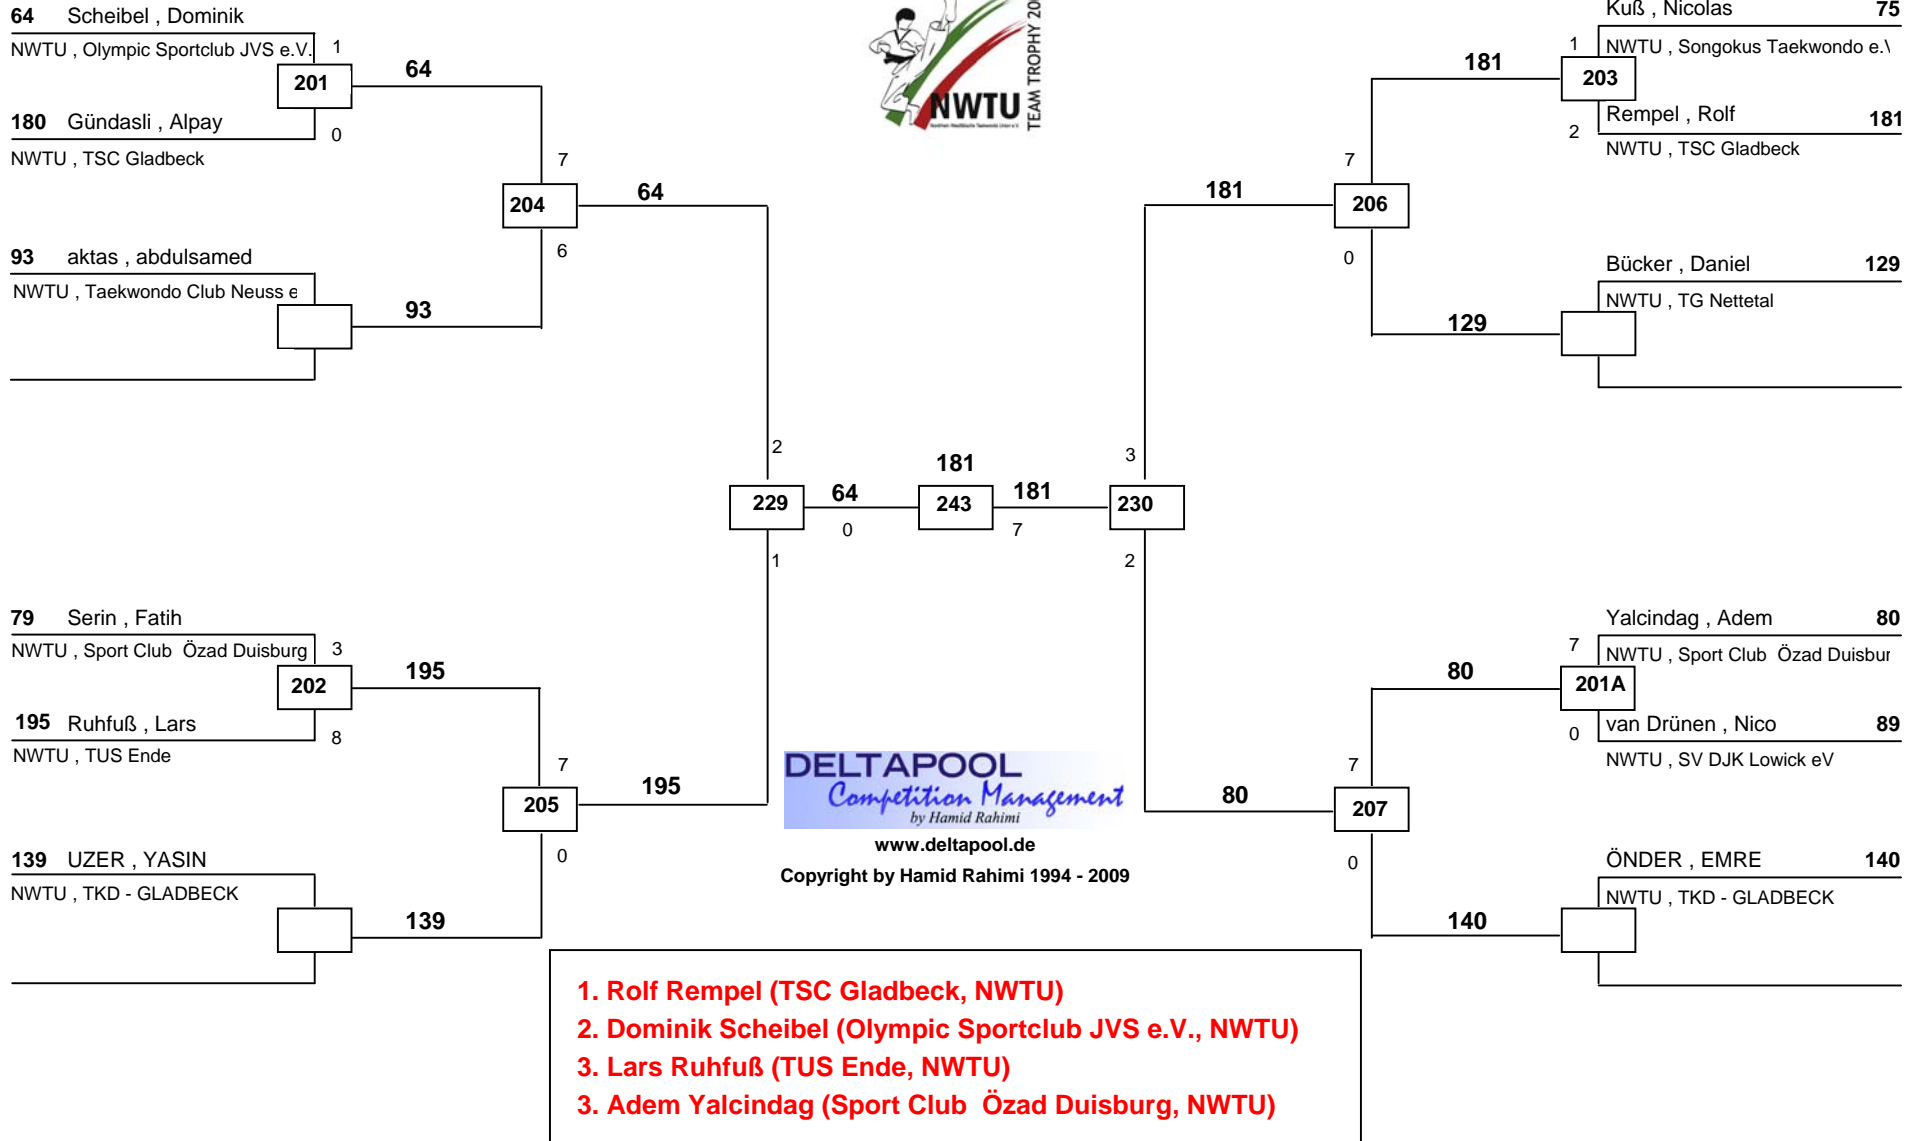 64 Scheibel , Dominik
NWTU , Olympic Sportclub JVS e.V.
1
201
64
180 Gündasli , Alpay
0
NWTU , TSC Gladbeck
7
204
64
6
93 aktas , abdulsamed
NWTU , Taekwondo Club Neuss e
93
NWTU
TEAM TROPHY
Kuß , Nicolas 75
1
NWTU , Songokus Taekwondo e.V
181
203
Rempel , Rolf 181
2
NWTU , TSC Gladbeck
7
181
206
0
Bücker , Daniel 129
NWTU , TG Nettetal
129
2
229
1
64
0
181
243
181
7
3
230
2
79 Serin , Fatih
NWTU , Sport Club Özad Duisburg
3
202
195
195 Ruhfuß , Lars
8
NWTU , TUS Ende
7
205
195
0
139 UZER , YASIN
NWTU , TKD - GLADBECK
139
DELTAPOOL
Competition Management
by Hamid Rahimi
www.deltapool.de
Copyright by Hamid Rahimi 1994 - 2009
Yalcindag , Adem 80
7
NWTU , Sport Club Özad Duisbur
80
201A
van Drünen , Nico 89
0
NWTU , SV DJK Lowick eV
7
80
207
0
ÖNDER , EMRE 140
NWTU , TKD - GLADBECK
140
1. Rolf Rempel (TSC Gladbeck, NWTU)
2. Dominik Scheibel (Olympic Sportclub JVS e.V., NWTU)
3. Lars Ruhfuß (TUS Ende, NWTU)
3. Adem Yalcindag (Sport Club Özad Duisburg, NWTU)